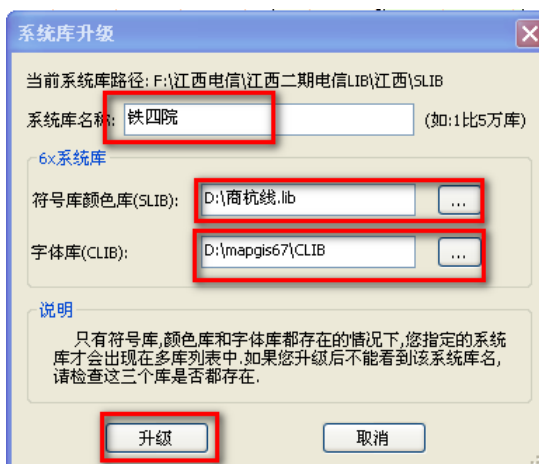 系统库升级
当前系统库路径: F:\江西电信\江西二期电信LIB\江西\SLIB
系统库名称: 铁四院 (如:1比5万库)
6x系统库
符号库颜色库(SLIB): D:\商杭线.lib ...
字体库(CLIB): D:\mapgis67\CLIB ...
说明
只有符号库,颜色库和字体库都存在的情况下,您指定的系统
库才会出现在多库列表中.如果您升级后不能看到该系统库名,
请检查这三个库是否都存在.
升级 取消